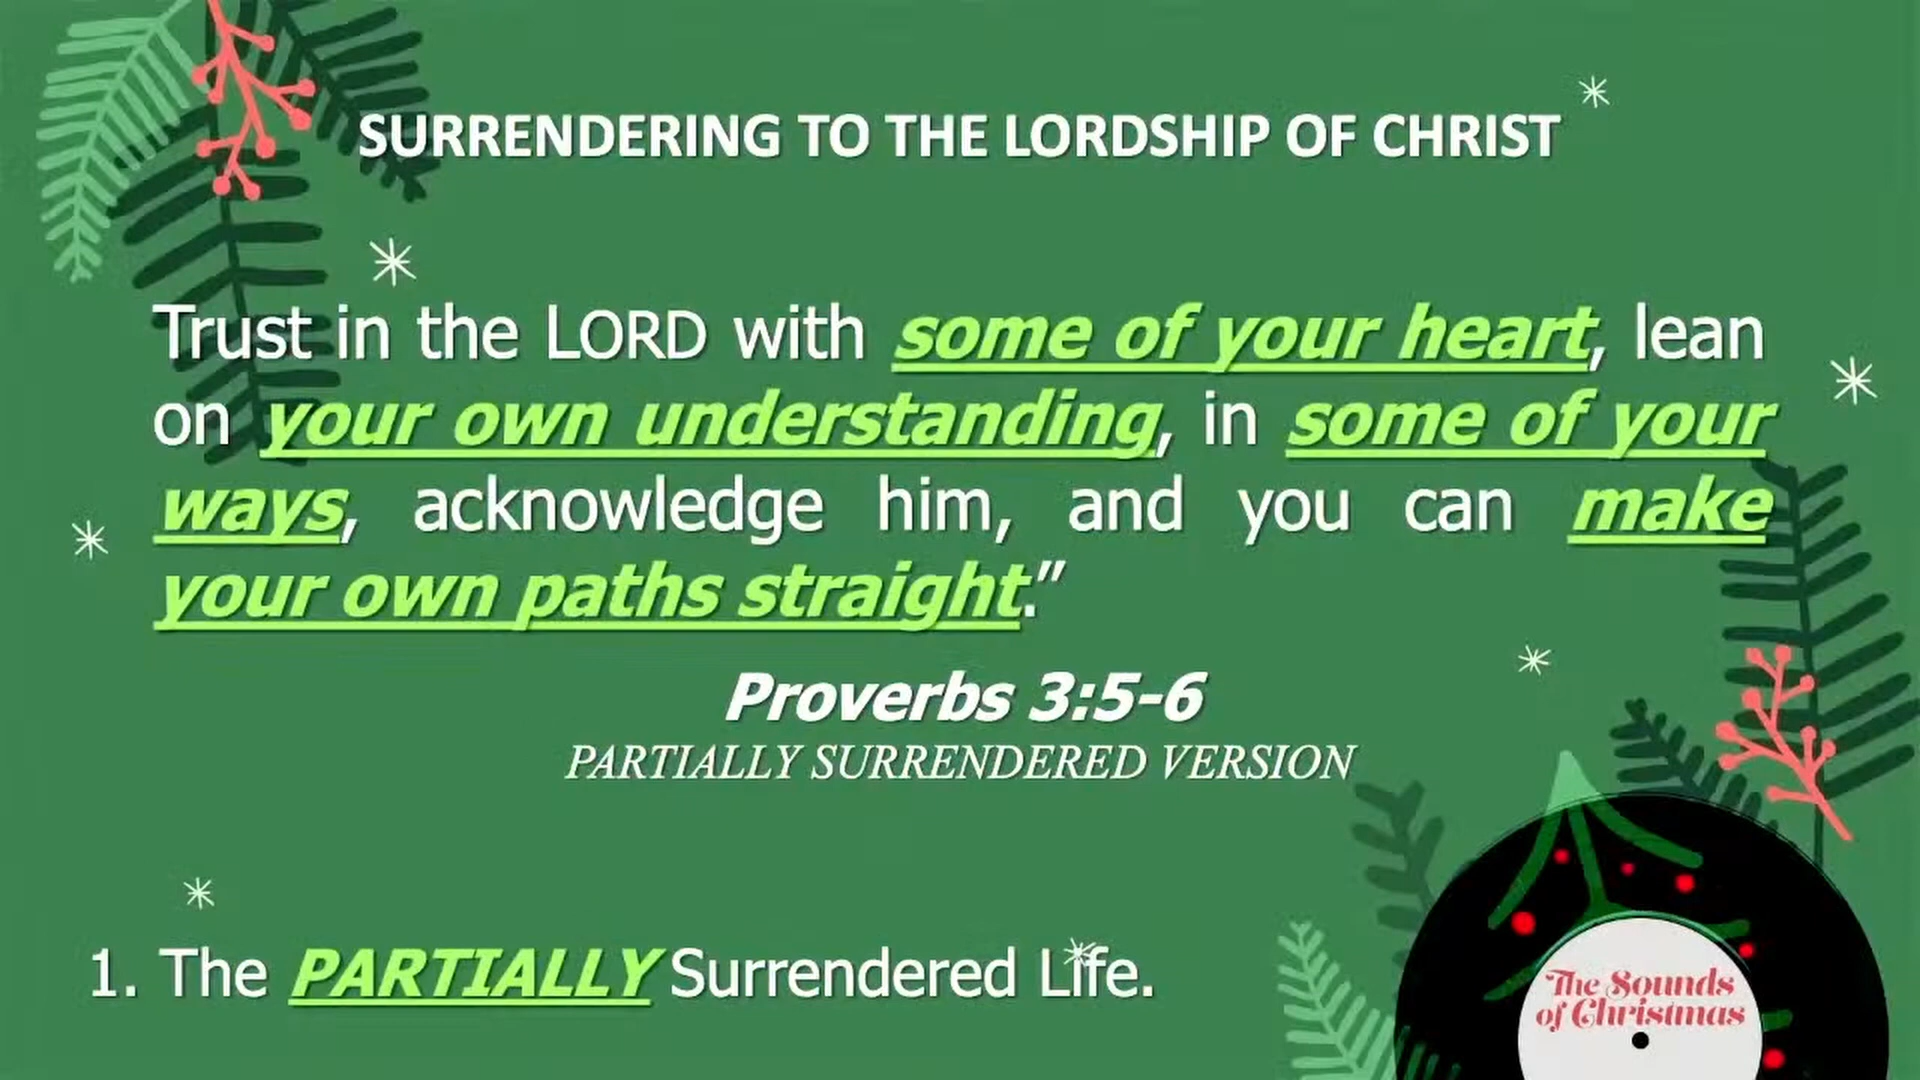 SURRENDERING TO THE LORDSHIP OF CHRIST
Trust in the LORD with some of your heart, lean
on your own understanding, in some of your
ways, acknowledge him, and you can make
your own paths straight.”
Proverbs 3:5-6
PARTIALLY SURRENDERED VERSION
1. The PARTIALLY Surrendered Life.
The Sounds
of Christmas